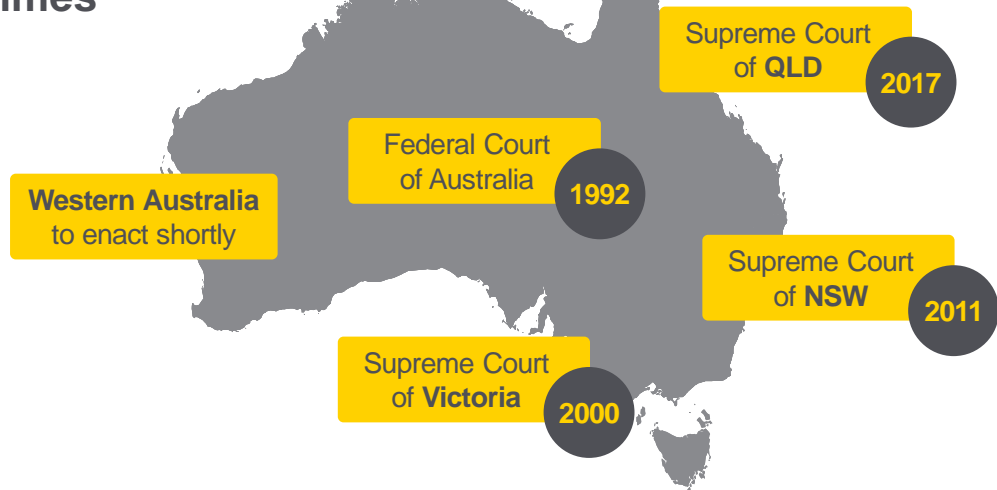 Supreme Court
of QLD
2017
Federal Court
of Australia
1992
Western Australia
to enact shortly
Supreme Court
of NSW
2011
Supreme Court
of Victoria
2000